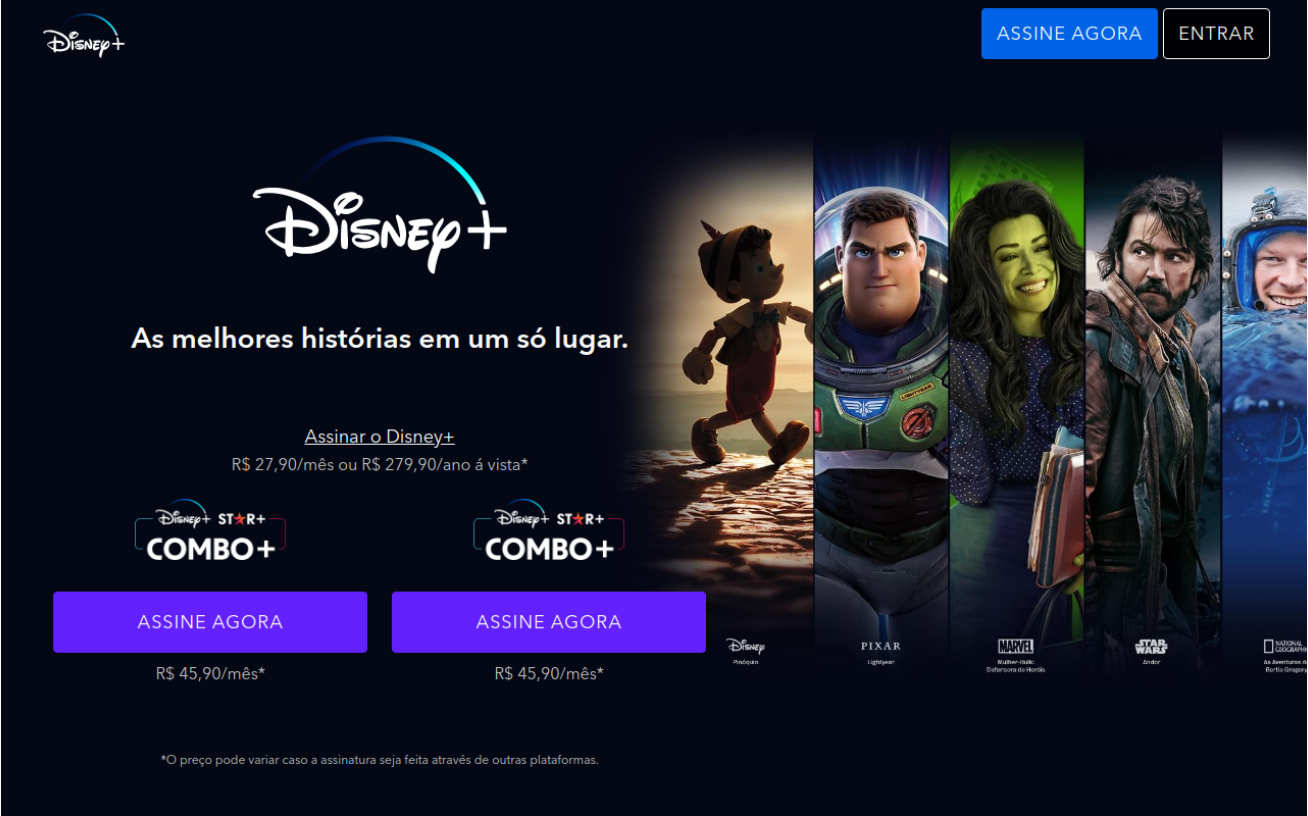 Disney+
ASSINE AGORA
ENTRAR
Disney+
As melhores histórias em um só lugar.
Assinar o Disney+
R$ 27,90/mês ou R$ 279,90/ano á vista*
Disney+ ST★R+
COMBO+
ASSINE AGORA
R$ 45,90/mês*
Disney+ ST★R+
COMBO+
ASSINE AGORA
R$ 45,90/mês*
*O preço pode variar caso a assinatura seja feita através de outras plataformas.
LIGHTYEAR
Disney
Pinóquio
PIXAR
Lightyear
MARVEL
Mulher-Hulk:
Defensora de Heróis
STAR
WARS
Andor
NATIONAL
GEOGRAPHIC
As Aventuras de
Bertie Gregory